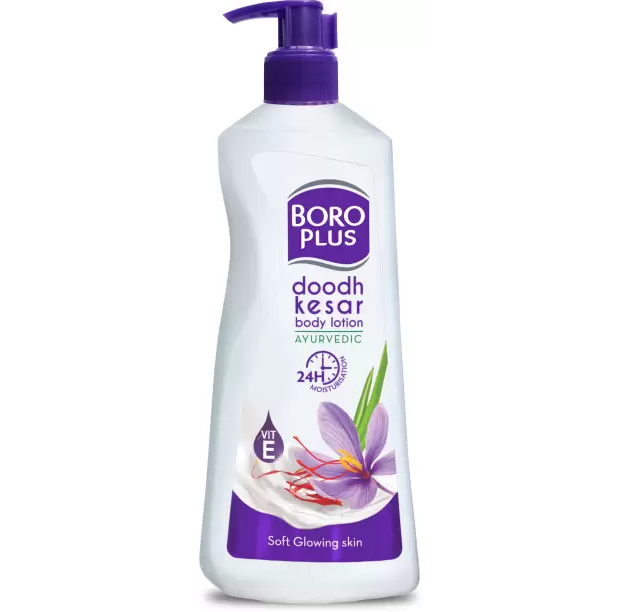 BORO
PLUS
doodh
kesar
body lotion
AYURVEDIC
24H
MOISTURISATION
VIT
E
Soft Glowing skin